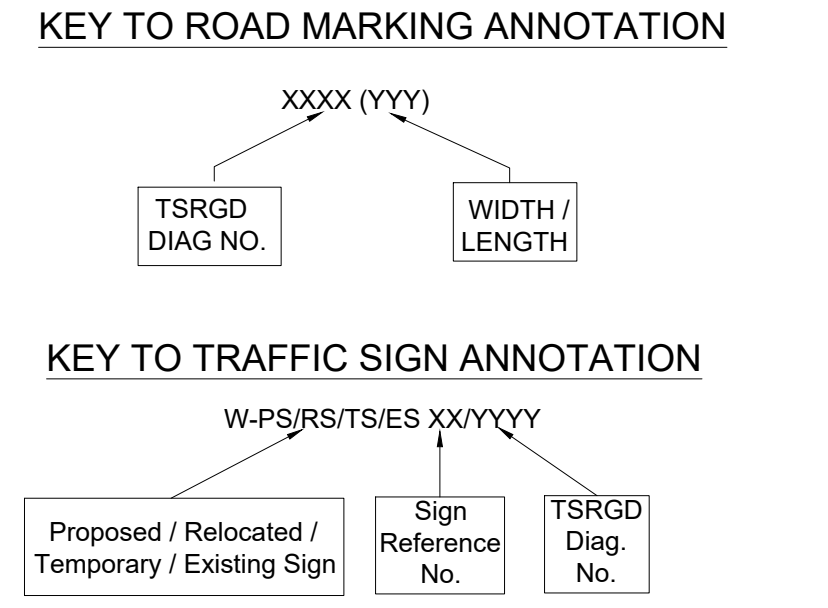 KEY TO ROAD MARKING ANNOTATION
XXXX (YYY)
TSRGD
DIAG NO.
WIDTH /
LENGTH
KEY TO TRAFFIC SIGN ANNOTATION
W-PS/RS/TS/ES XX/YYYY
Proposed / Relocated /
Temporary / Existing Sign
Sign
Reference
No.
TSRGD
Diag.
No.